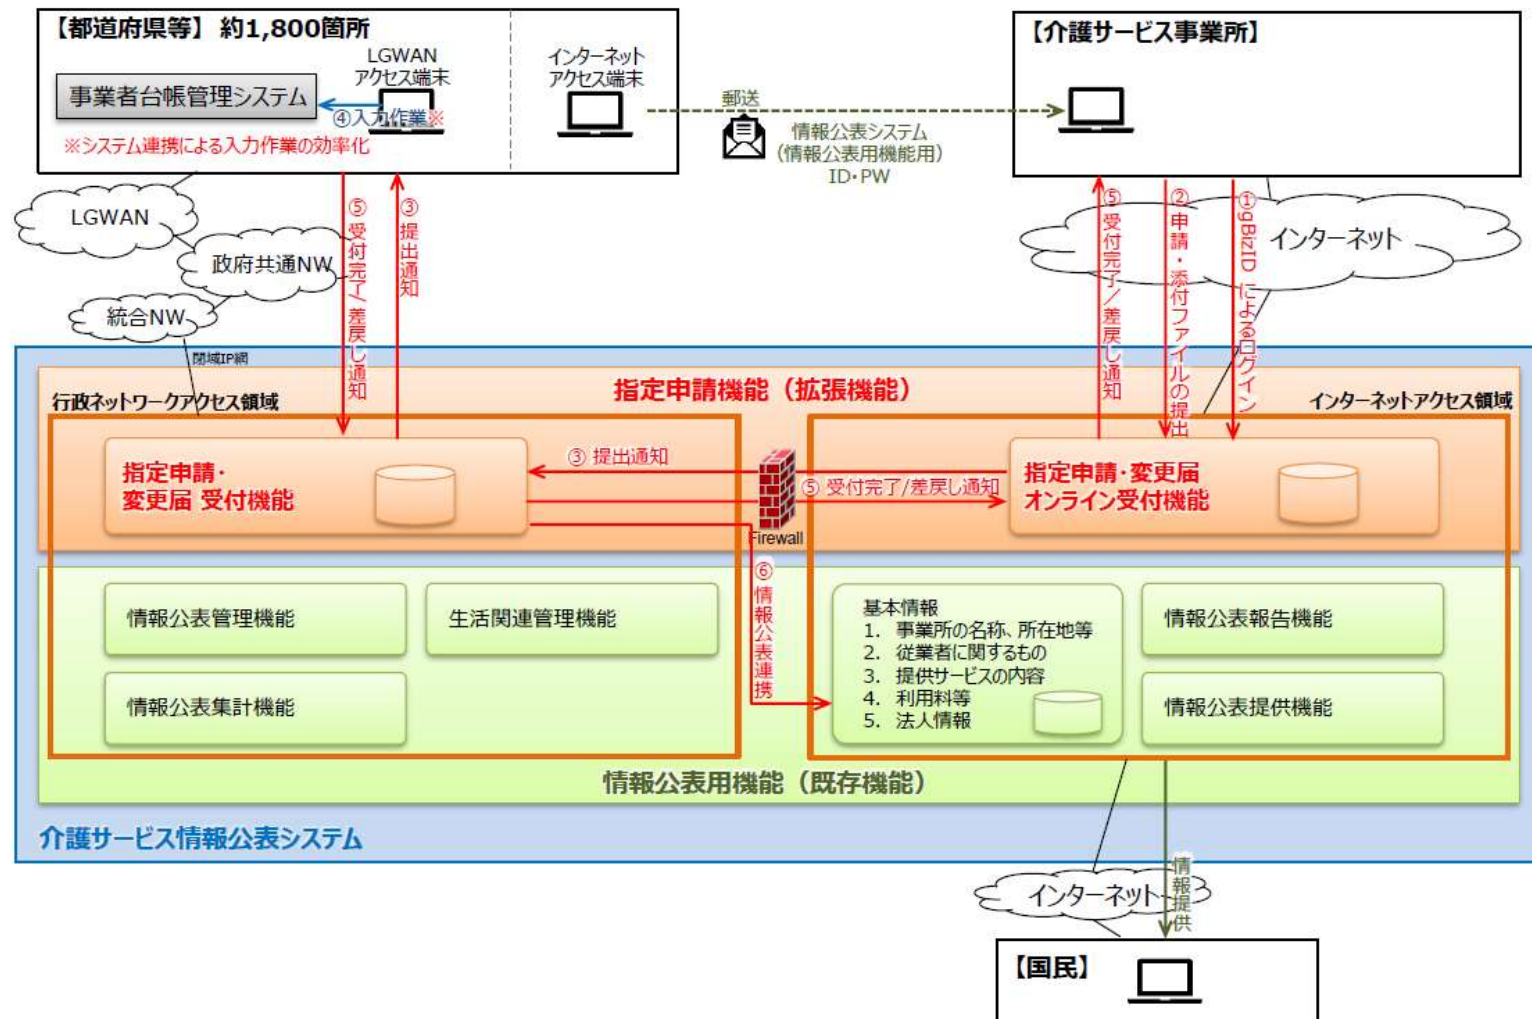 【都道府県等】約1,800箇所
LGWAN
アクセス端末
インターネット
アクセス端末
事業者台帳管理システム
④入力作業※
※システム連携による入力作業の効率化
郵送
情報公表システム
（情報公表用機能用）
ID・PW
【介護サービス事業所】
LGWAN
政府共通NW
統合NW
⑤受付完了/差戻し通知
③提出通知
⑤受付完了/差戻し通知
②申請・添付ファイルの提出
①gBizID によるログイン
インターネット
閉域IP網
指定申請機能（拡張機能）
行政ネットワークアクセス領域
インターネットアクセス領域
指定申請・
変更届 受付機能
③ 提出通知
⑤ 受付完了/差戻し通知
Firewall
指定申請・変更届
オンライン受付機能
⑥情報公表連携
情報公表管理機能
生活関連管理機能
情報公表集計機能
基本情報
1. 事業所の名称、所在地等
2. 従業者に関するもの
3. 提供サービスの内容
4. 利用料等
5. 法人情報
情報公表報告機能
情報公表提供機能
情報公表用機能（既存機能）
介護サービス情報公表システム
インターネット
情報提供
【国民】